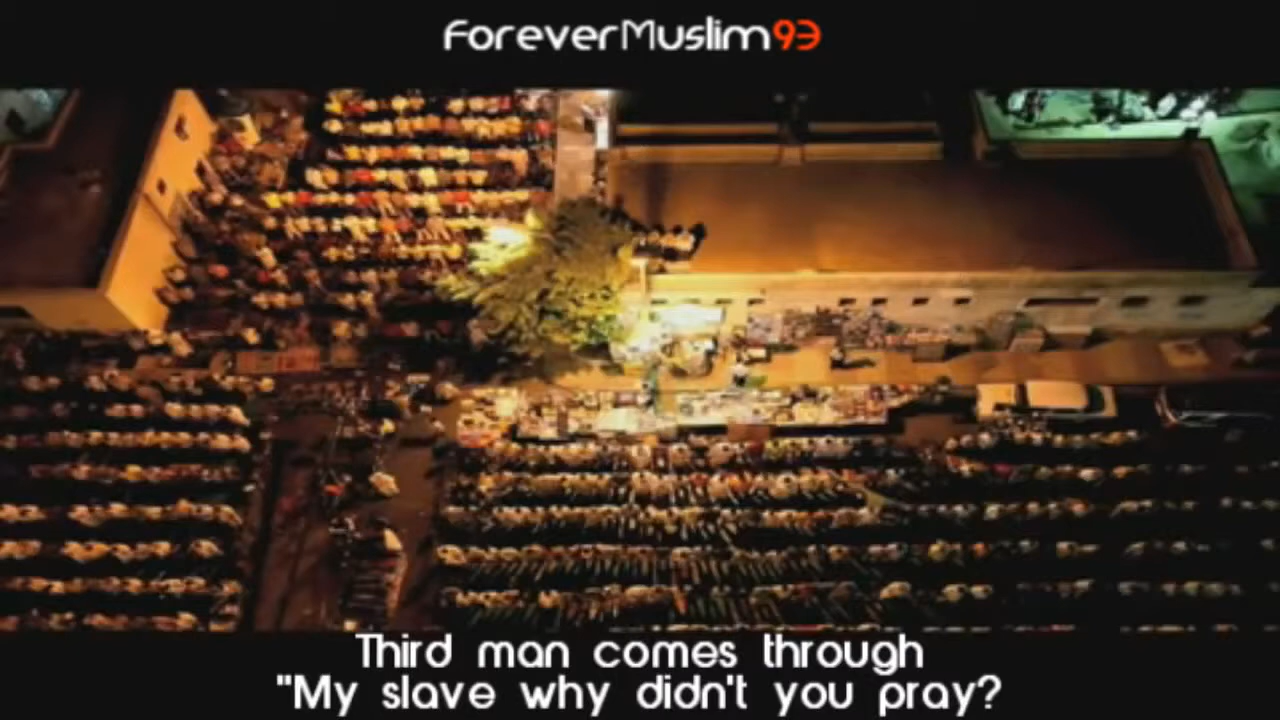 ForeverMuslim93
Third man comes through
"My slave why didn't you pray?